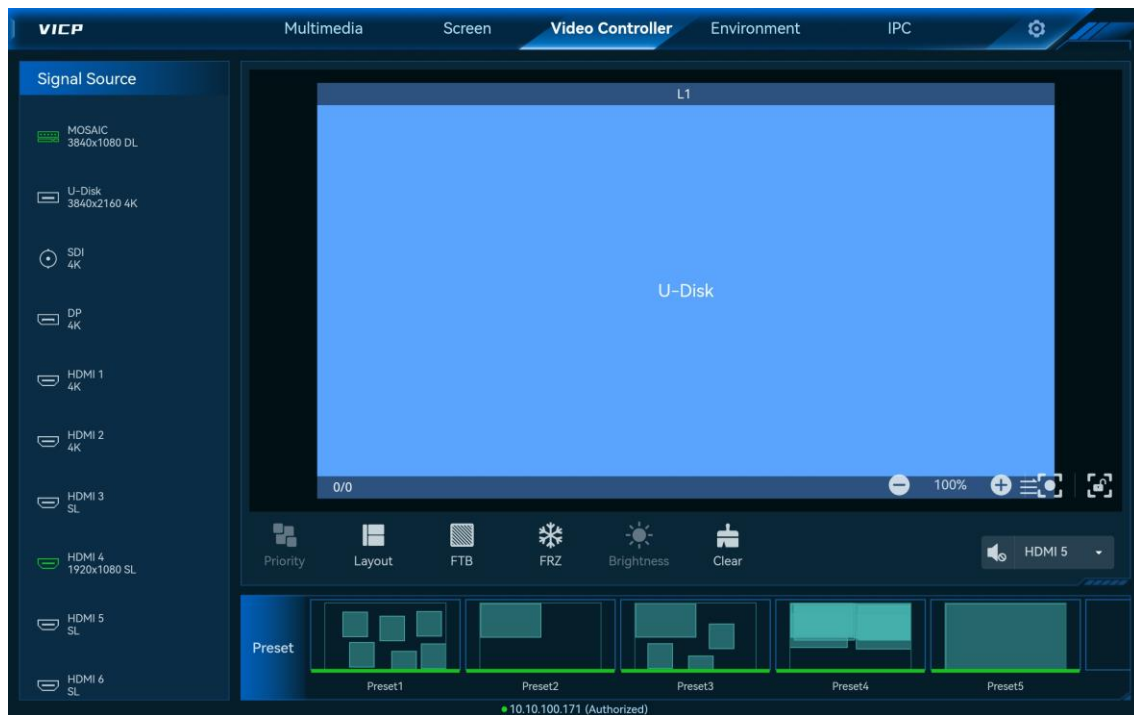 VICP
Multimedia
Screen
Video Controller
Environment
IPC
Signal Source
MOSAIC
3840x1080 DL
U-Disk
3840x2160 4K
SDI
4K
DP
4K
HDMI 1
4K
HDMI 2
4K
HDMI 3
SL
HDMI 4
1920x1080 SL
HDMI 5
SL
HDMI 6
SL
L1
U-Disk
0/0
100%
Priority
Layout
FTB
FRZ
Brightness
Clear
HDMI 5
Preset
Preset1
Preset2
Preset3
Preset4
Preset5
10.10.100.171 (Authorized)